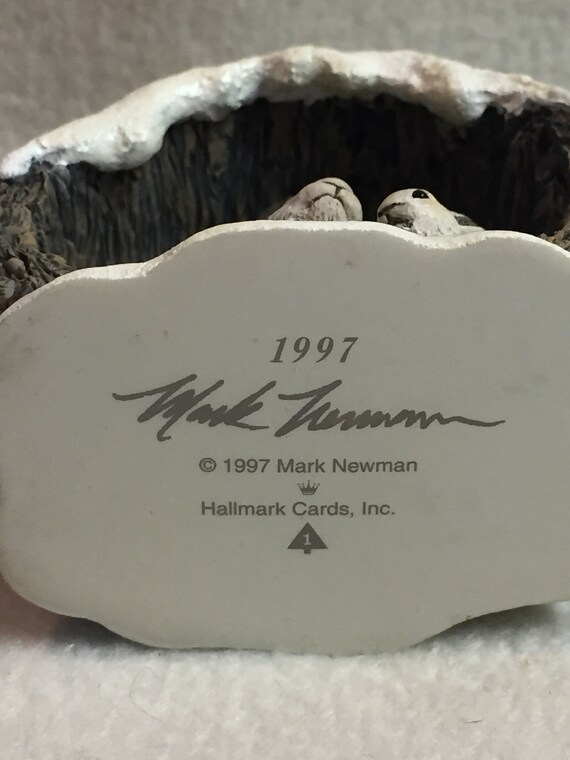 1997
Mark Newman
© 1997 Mark Newman
Hallmark Cards, Inc.
1